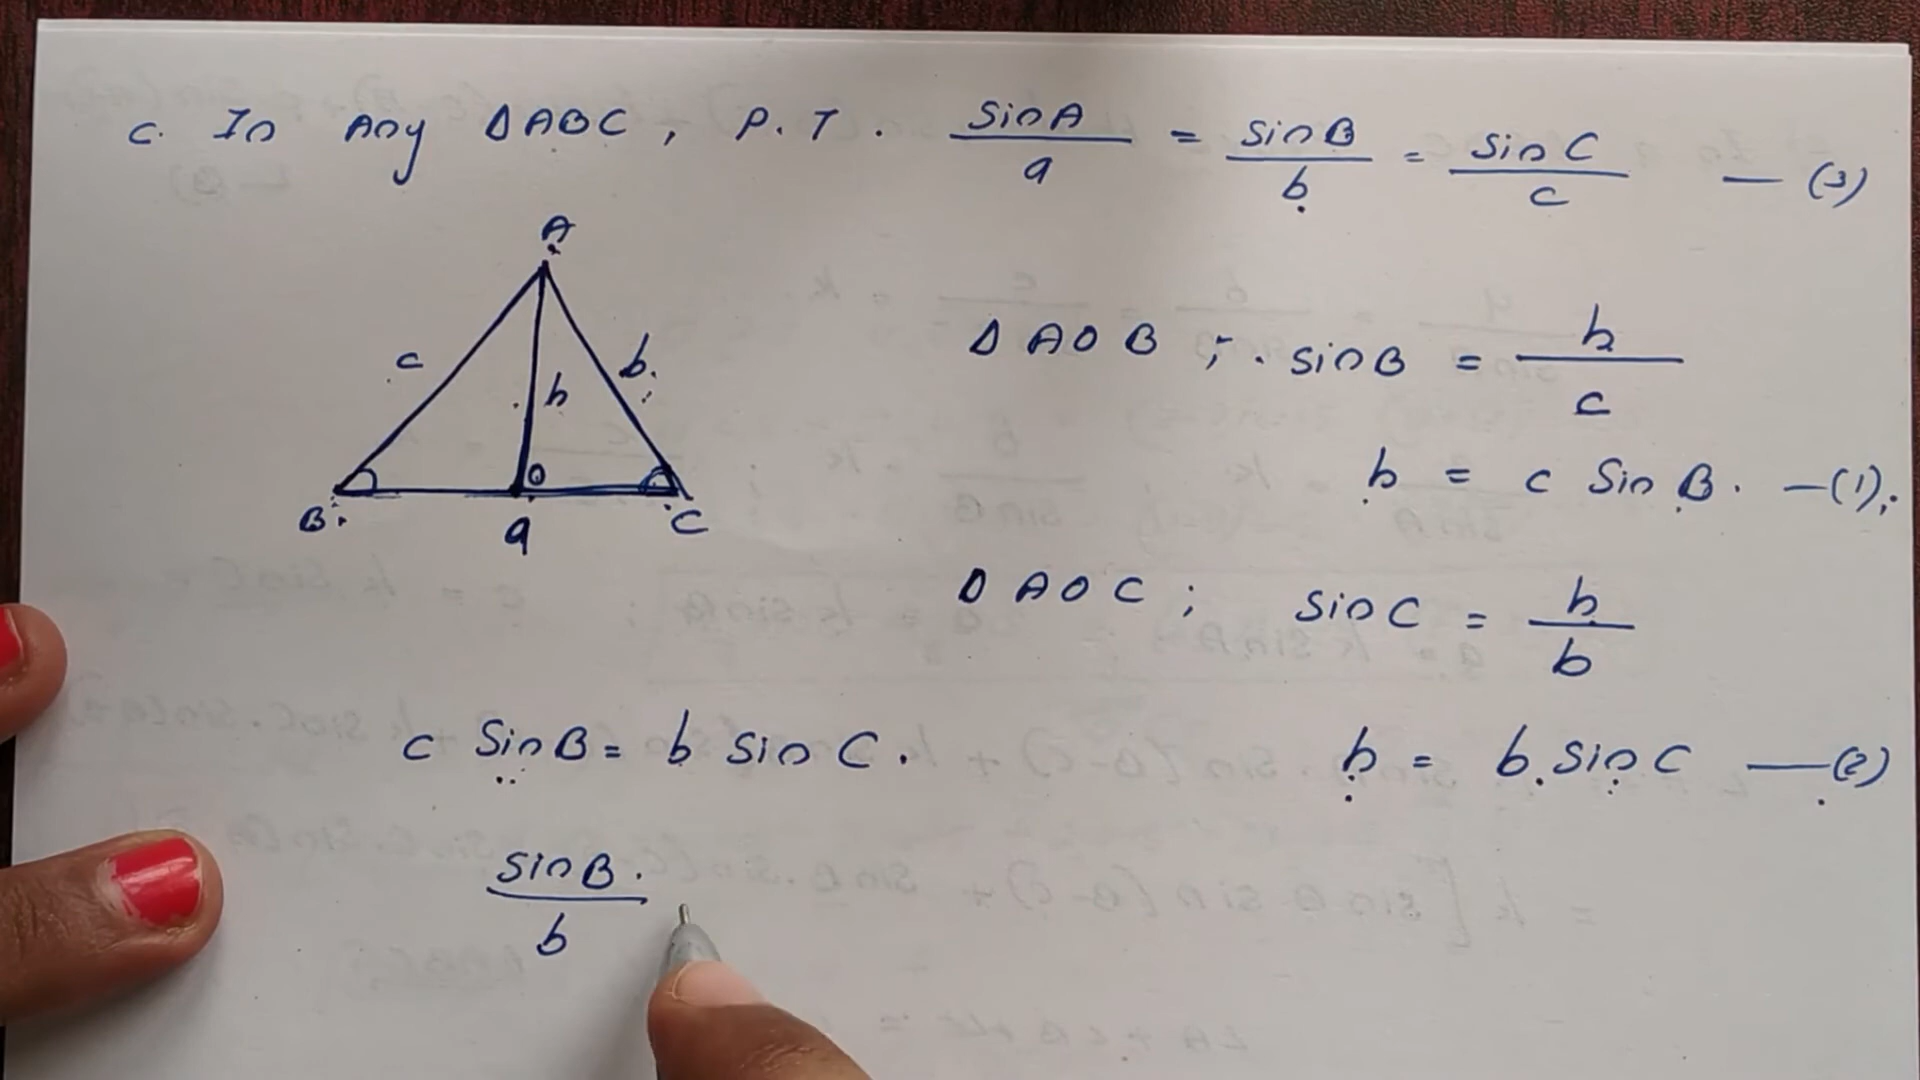 c. In Any ΔABC, P.T. sinA/a = sinB/b = sinC/c — (3)
A
c
b
h
O
B
a
C
ΔAOB ; sinB = h/c
h = c SinB. —(1);
ΔAOC ; sinC = h/b
c SinB = b sinC.
h = b.sinC —(2)
sinB/b